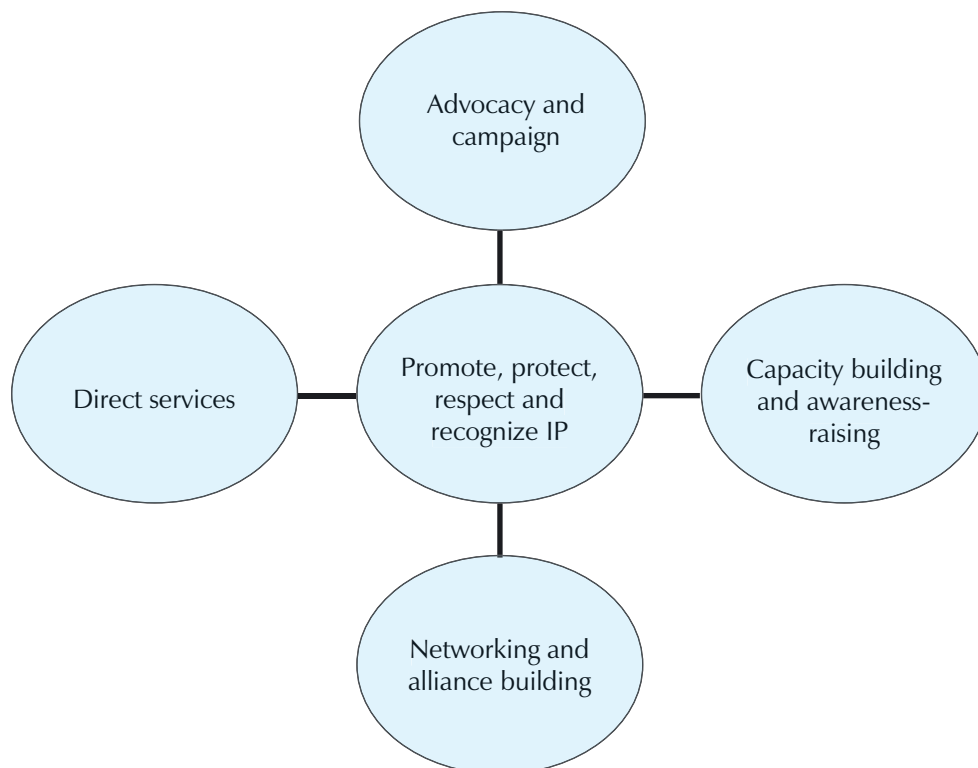 Advocacy and
campaign
Direct services
Promote, protect,
respect and
recognize IP
Capacity building
and awareness-
raising
Networking and
alliance building